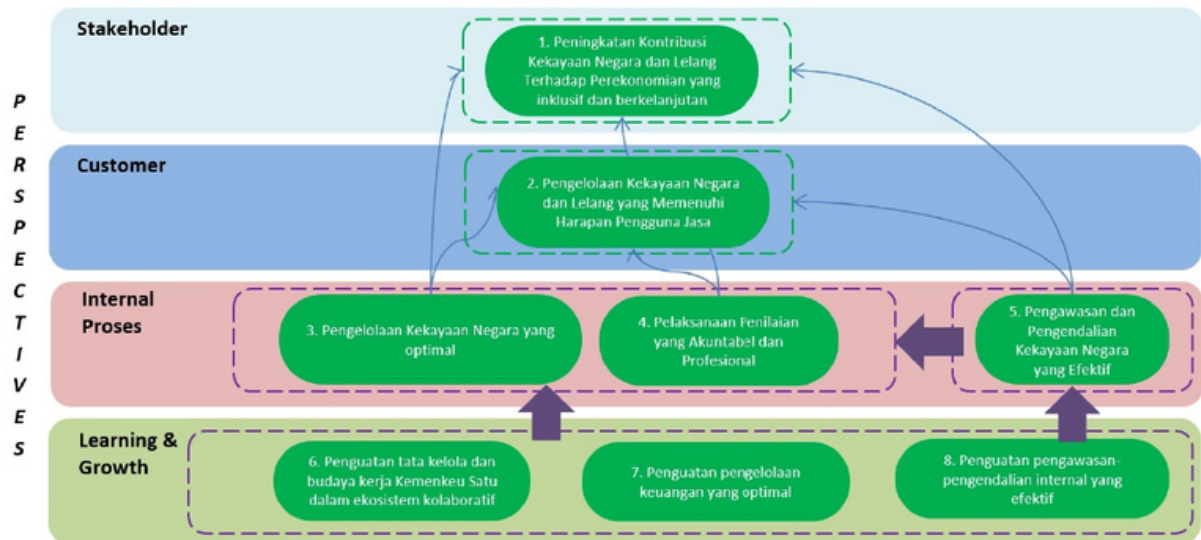 PERSPECTIVES
Stakeholder
1. Peningkatan Kontribusi
Kekayaan Negara dan Lelang
Terhadap Perekonomian yang
inklusif dan berkelanjutan
Customer
2. Pengelolaan Kekayaan Negara
dan Lelang yang Memenuhi
Harapan Pengguna Jasa
Internal
Proses
3. Pengelolaan Kekayaan Negara yang
optimal
4. Pelaksanaan Penilaian
yang Akuntabel dan
Profesional
5. Pengawasan dan
Pengendalian
Kekayaan Negara
yang Efektif
Learning &
Growth
6. Penguatan tata kelola dan
budaya kerja Kemenkeu Satu
dalam ekosistem kolaboratif
7. Penguatan pengelolaan
keuangan yang optimal
8. Penguatan pengawasan-
pengendalian internal yang
efektif